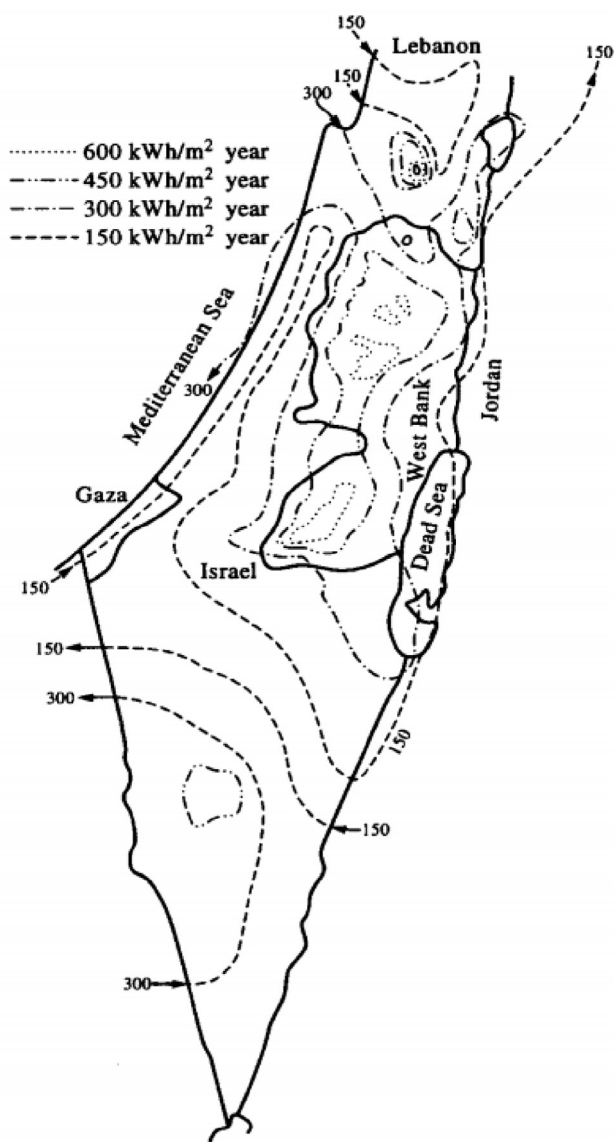 150
Lebanon
150
150
300
600 kWh/m² year
450 kWh/m² year
300 kWh/m² year
150 kWh/m² year
Mediterranean Sea
300
Jordan
West Bank
Gaza
Dead Sea
Israel
150
150
300
150
150
300